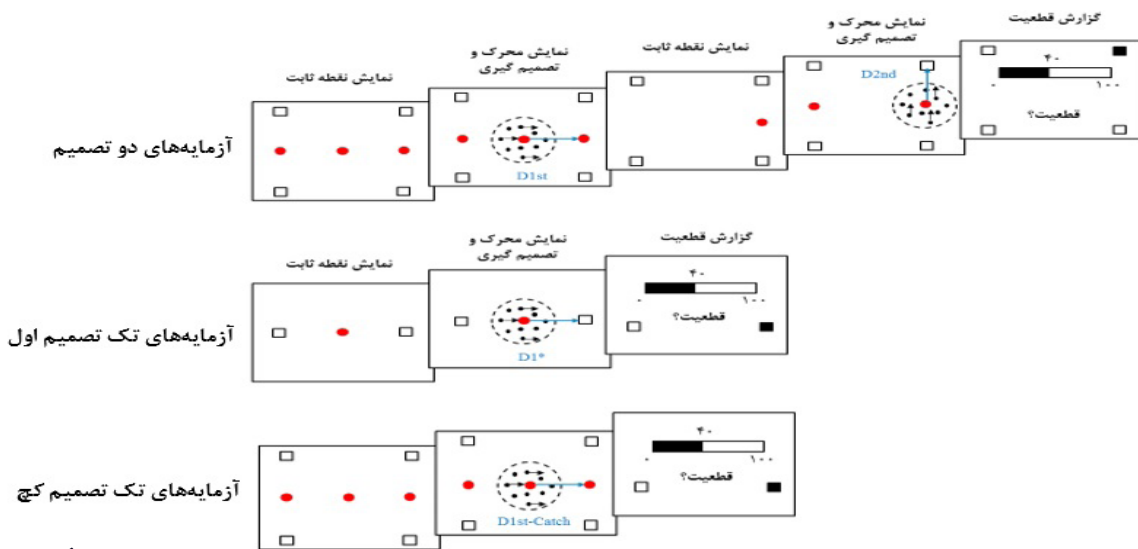 گزارش قطعیت
نمایش محرک و
تصمیم گیری
نمایش نقطه ثابت
نمایش محرک و
تصمیم گیری
نمایش نقطه ثابت
۴۰
۰
۱۰۰
قطعیت؟
D2nd
D1st
آزمایه‌های دو تصمیم
گزارش قطعیت
نمایش محرک و
تصمیم گیری
نمایش نقطه ثابت
۴۰
۰
۱۰۰
قطعیت؟
D1*
آزمایه‌های تک تصمیم اول
۴۰
۰
۱۰۰
قطعیت؟
D1st-Catch
آزمایه‌های تک تصمیم کچ